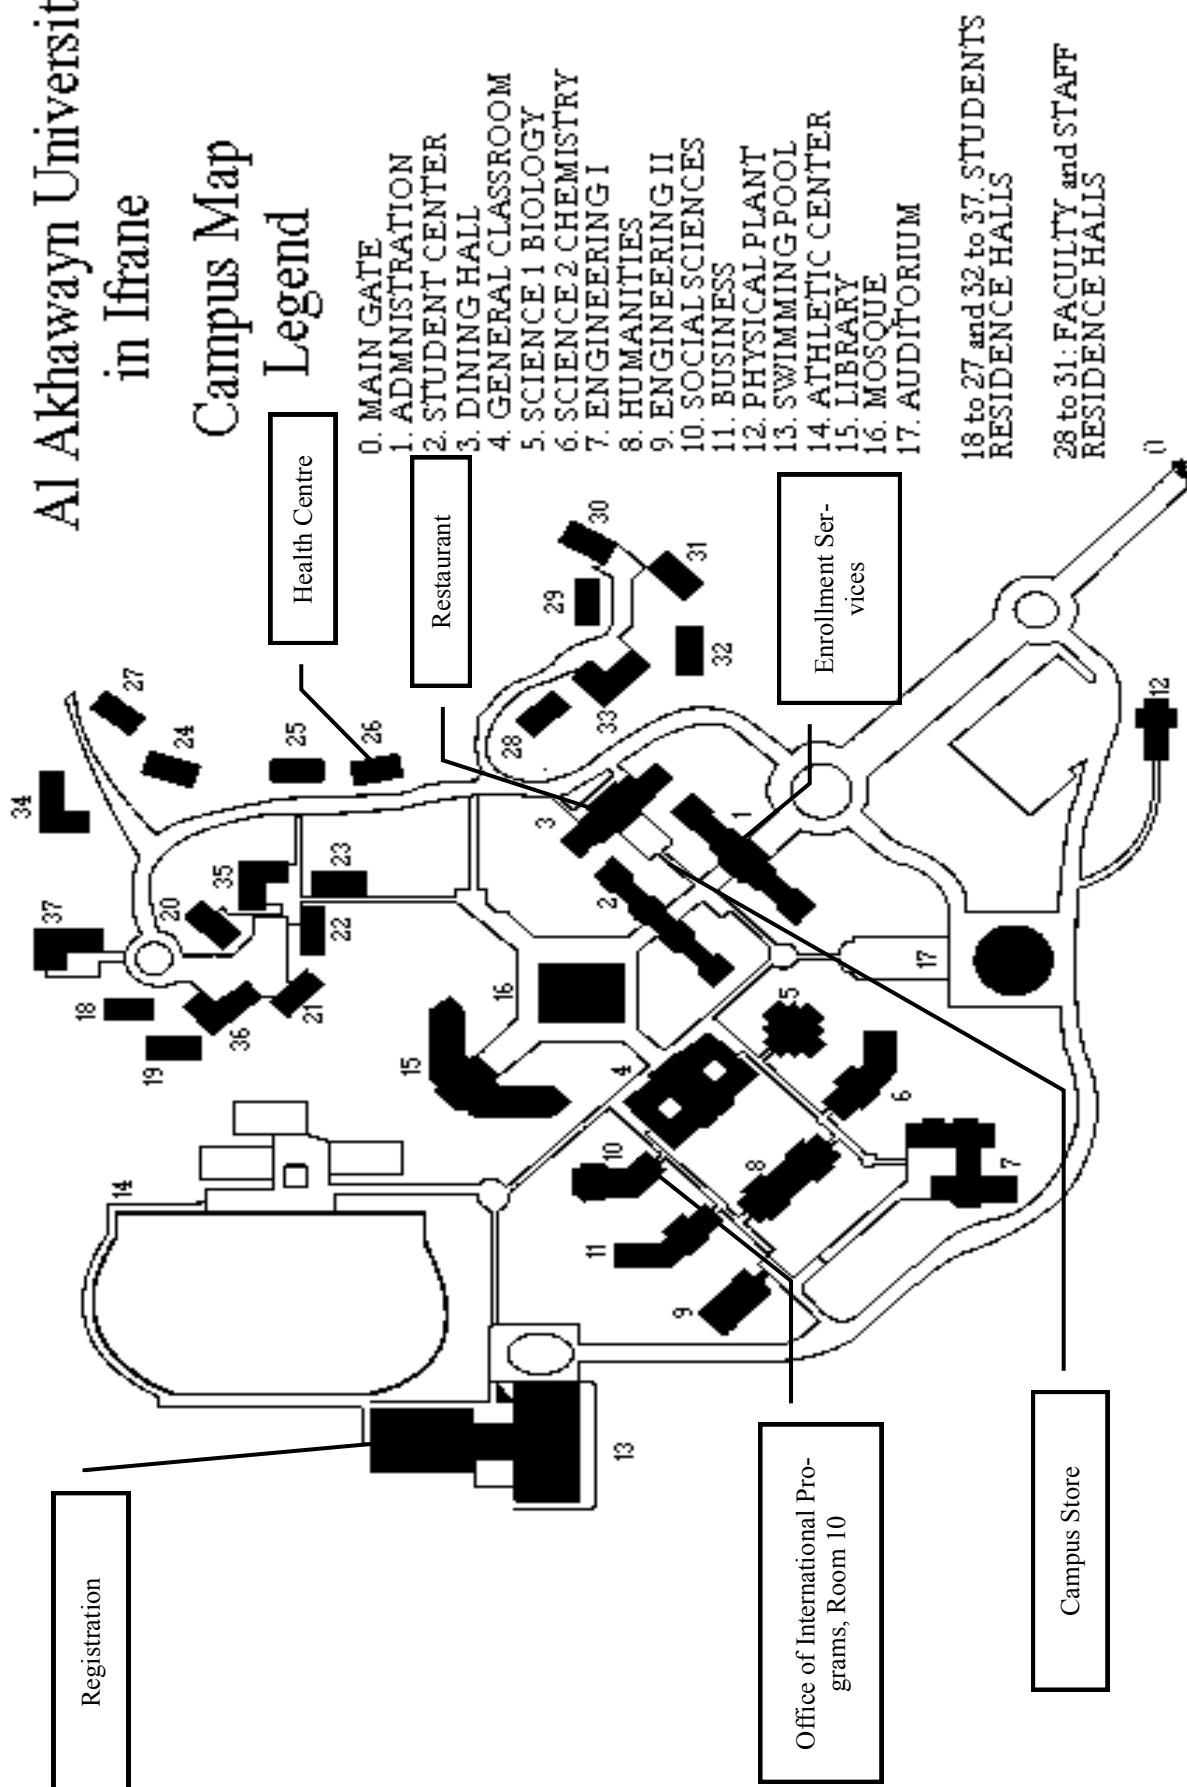 Al Akhawayn Universit
in Ifrane
Campus Map
Legend
0. MAIN GATE
1. ADMNISTRATION
2. STUDENT CENTER
3. DINING HALL
4. GENERAL CLASSROOM
5. SCIENCE 1 BIOLOGY
6. SCIENCE 2 CHEMISTRY
7. ENGINEERING I
8. HUMANITIES
9. ENGINEERING II
10. SOCIAL SCIENCES
11. BUSINESS
12. PHYSICAL PLANT
13. SWIMMING POOL
14. ATHLETIC CENTER
15. LIBRARY
16. MOSQUE
17. AUDITORIUM
18 to 27 and 32 to 37. STUDENTS
RESIDENCE HALLS
28 to 31: FACULTY and STAFF
RESIDENCE HALLS
Health Centre
Restaurant
Enrollment Ser-
vices
Registration
Office of International Pro-
grams, Room 10
Campus Store
34
27
24
25
26
37
35
20
23
22
18
19
36
21
14
15
16
30
29
31
32
28
33
3
2
1
12
17
5
4
6
10
8
7
11
9
13
0